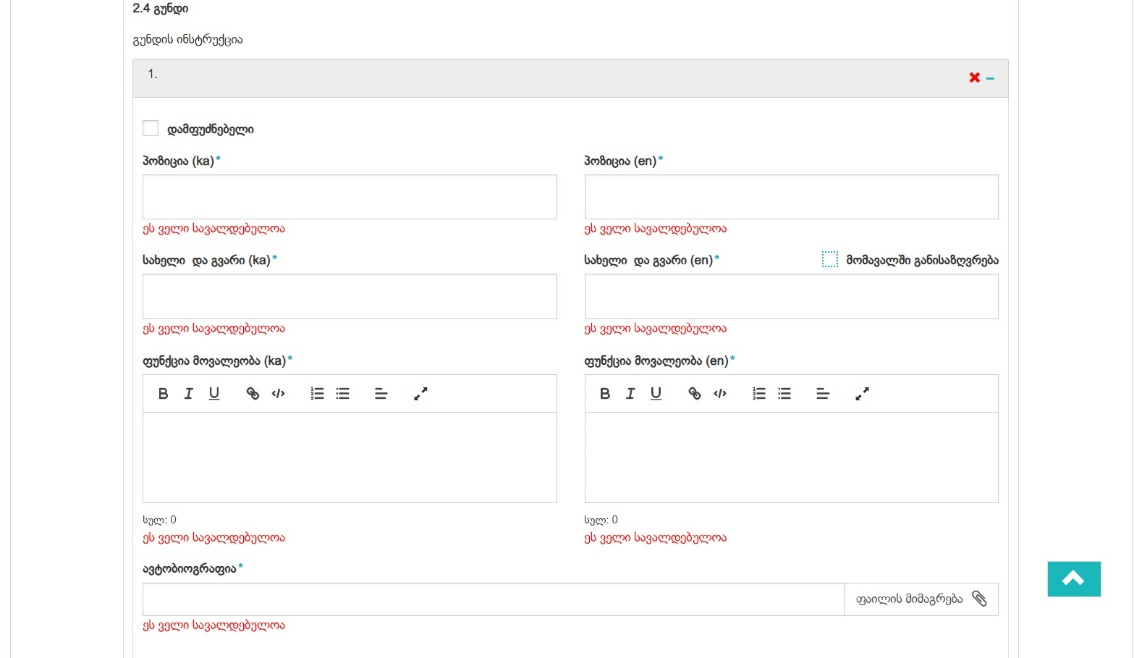 2.4 გუნდი
გუნდის ინსტრუქცია
1.
დამფუძნებელი
პოზიცია (ka)*
პოზიცია (en)*
ეს ველი სავალდებულოა
ეს ველი სავალდებულოა
სახელი და გვარი (ka)*
სახელი და გვარი (en)*
მომავალში განისაზღვრება
ეს ველი სავალდებულოა
ეს ველი სავალდებულოა
ფუნქცია მოვალეობა (ka)*
ფუნქცია მოვალეობა (en)*
B I U
B I U
სულ: 0
სულ: 0
ეს ველი სავალდებულოა
ეს ველი სავალდებულოა
ავტობიოგრაფია*
ფაილის მიმაგრება
ეს ველი სავალდებულოა